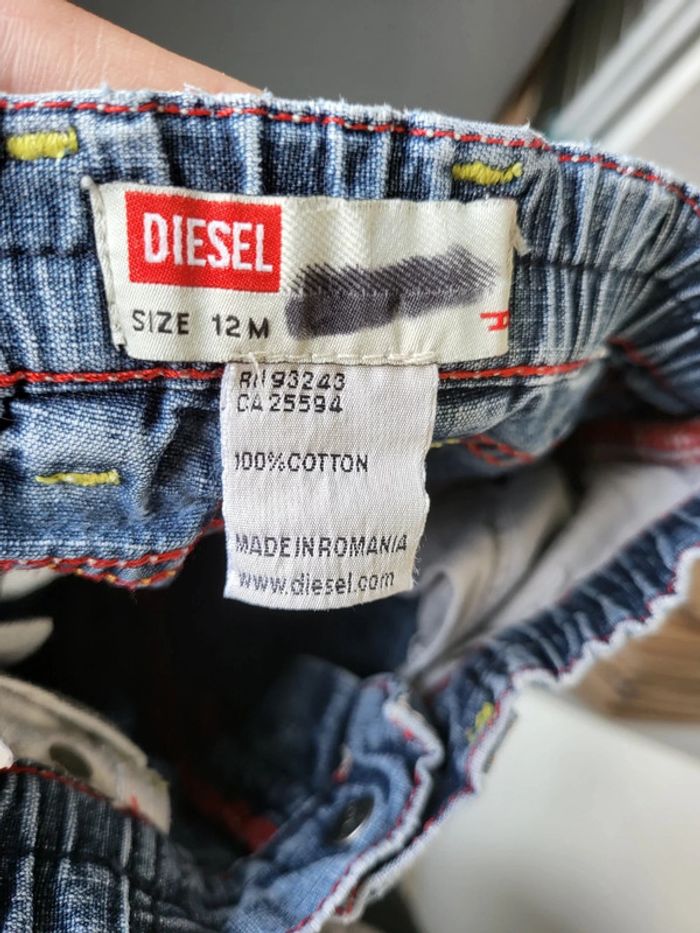 DIESEL
SIZE 12M
RN 93243
CA 25594
100%COTTON
MADE IN ROMANIA
www.diesel.com